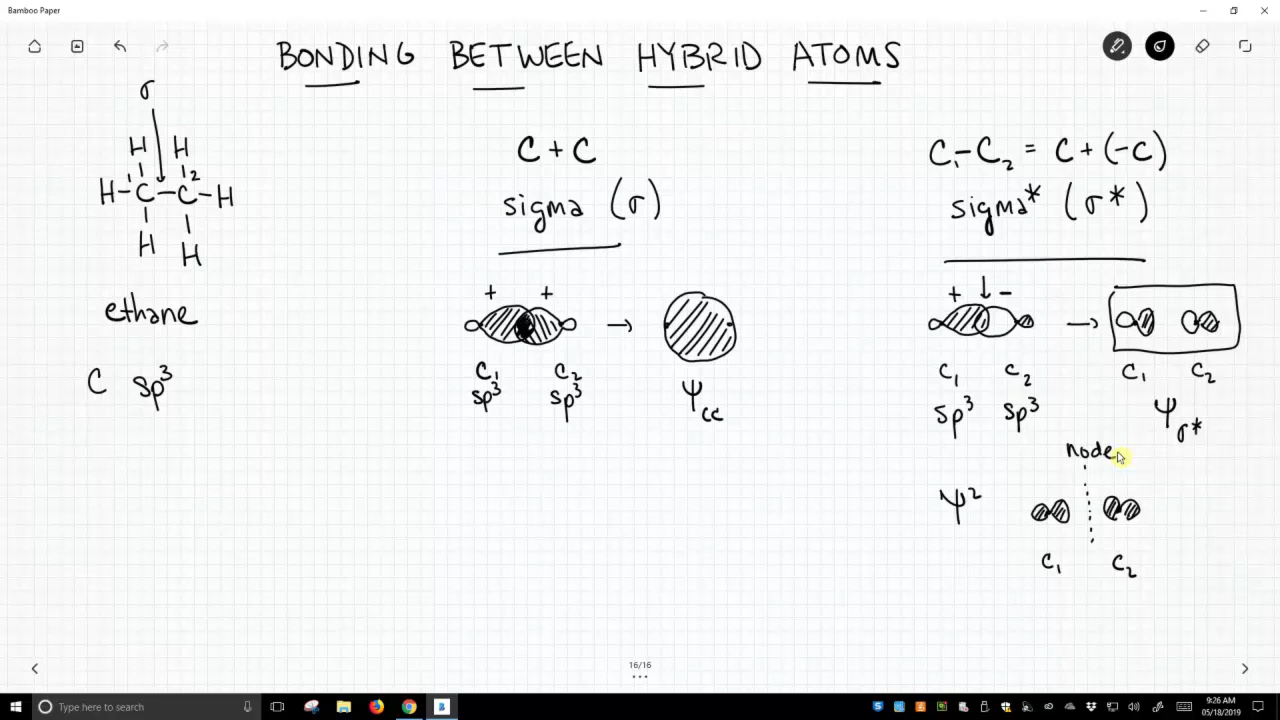 Bamboo Paper
BONDING BETWEEN HYBRID ATOMS
σ
H H
1 2
H-C-C-H
H H
ethane
C sp³
C + C
sigma (σ)
+ +
→
C₁ C₂
sp³ sp³
Ψcc
C₁-C₂ = C + (-C)
sigma* (σ*)
+ ↓ -
→
C₁ C₂ C₁ C₂
sp³ sp³ Ψσ*
node
Ψ²
C₁ C₂
16/16
Type here to search
9:26 AM
05/18/2019